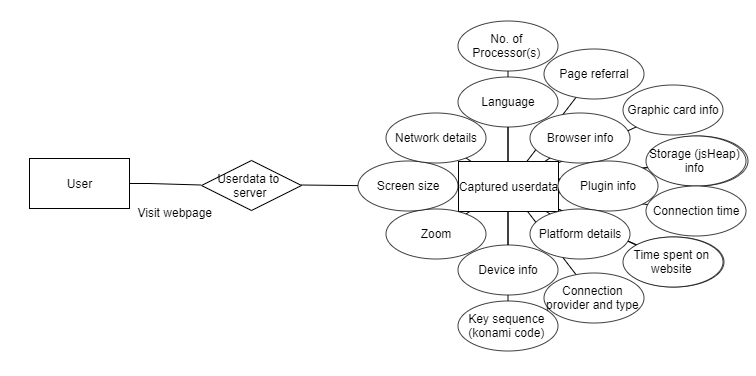 No. of
Processor(s)
Page referral
Language
Graphic card info
Network details
Browser info
Storage (jsHeap)
info
User
Userdata to
server
Screen size
Captured userdata
Plugin info
Visit webpage
Connection time
Zoom
Platform details
Time spent on
website
Device info
Connection
provider and type
Key sequence
(konami code)